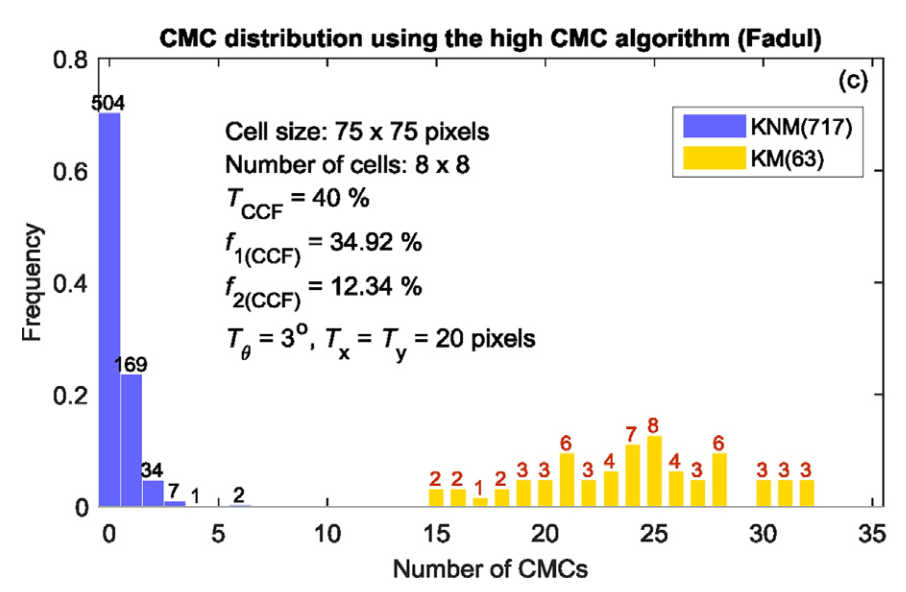 CMC distribution using the high CMC algorithm (Fadul)
(c)
KNM(717)
KM(63)
Cell size: 75 x 75 pixels
Number of cells: 8 x 8
T_CCF = 40 %
f_1(CCF) = 34.92 %
f_2(CCF) = 12.34 %
T_θ = 3°, T_x = T_y = 20 pixels
504
169
34
7
1
2
2 2 1 2 3 3 6 3 4 7 8 4 3 6 3 3 3
Frequency
0.8
0.6
0.4
0.2
0
0 5 10 15 20 25 30 35
Number of CMCs